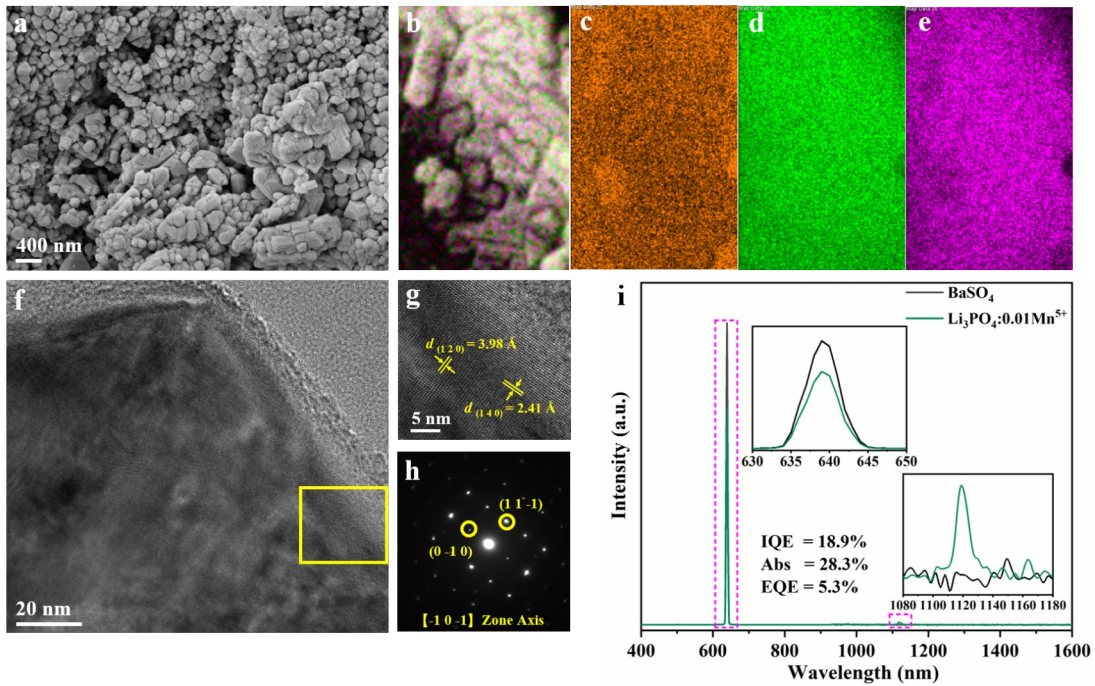 a
400 nm
b
c
d
e
f
20 nm
g
d (1 2 0) = 3.98 Å
d (1 4 0) = 2.41 Å
5 nm
h
(1 1 -1)
(0 -1 0)
【-1 0 -1】Zone Axis
i
BaSO₄
Li₃PO₄:0.01Mn⁵⁺
Intensity (a.u.)
630 635 640 645 650
IQE = 18.9%
Abs = 28.3%
EQE = 5.3%
1080 1100 1120 1140 1160 1180
400 600 800 1000 1200 1400 1600
Wavelength (nm)